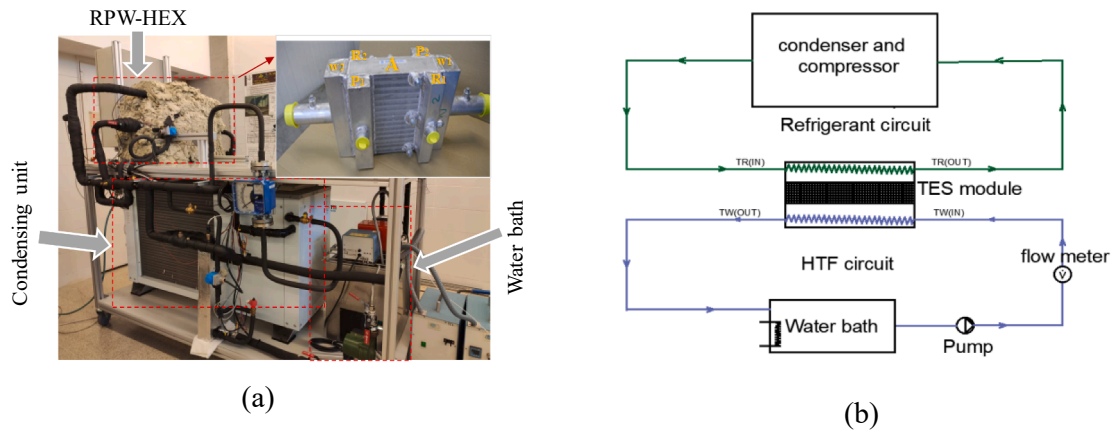 RPW-HEX
Condensing unit
Water bath
A
(a)
condenser and
compressor
Refrigerant circuit
TR(IN)
TR(OUT)
TES module
TW(OUT)
TW(IN)
HTF circuit
flow meter
V̇
Water bath
Pump
(b)